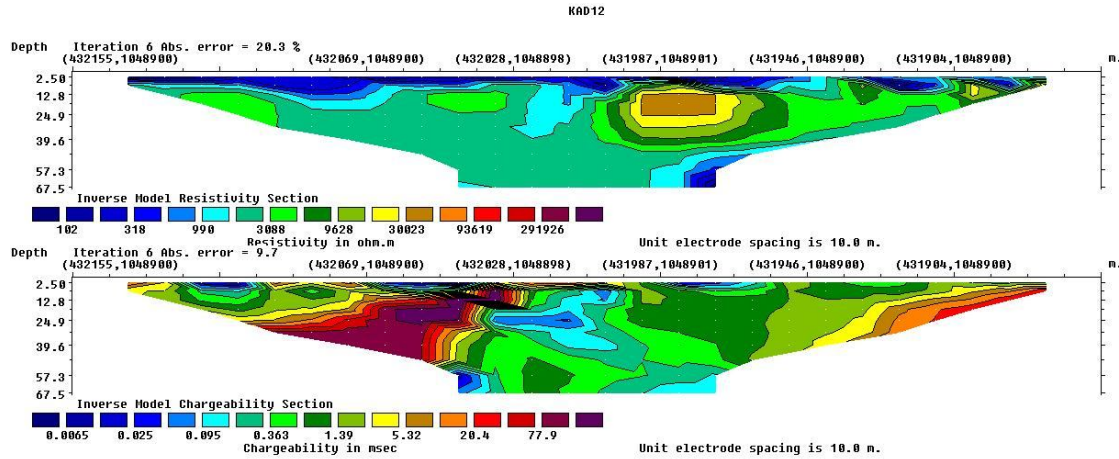 KAD12
Depth Iteration 6 Abs. error = 20.3 %
(432155,1048900) (432069,1048900) (432028,1048898) (431987,1048901) (431946,1048900) (431904,1048900) m.
2.50
12.8
24.9
39.6
57.3
67.5
Inverse Model Resistivity Section
102 318 990 3088 9628 30023 93619 291926
Resistivity in ohm.m Unit electrode spacing is 10.0 m.
Depth Iteration 6 Abs. error = 9.7
(432155,1048900) (432069,1048900) (432028,1048898) (431987,1048901) (431946,1048900) (431904,1048900) m.
2.50
12.8
24.9
39.6
57.3
67.5
Inverse Model Chargeability Section
0.0065 0.025 0.095 0.363 1.39 5.32 20.4 77.9
Chargeability in msec Unit electrode spacing is 10.0 m.